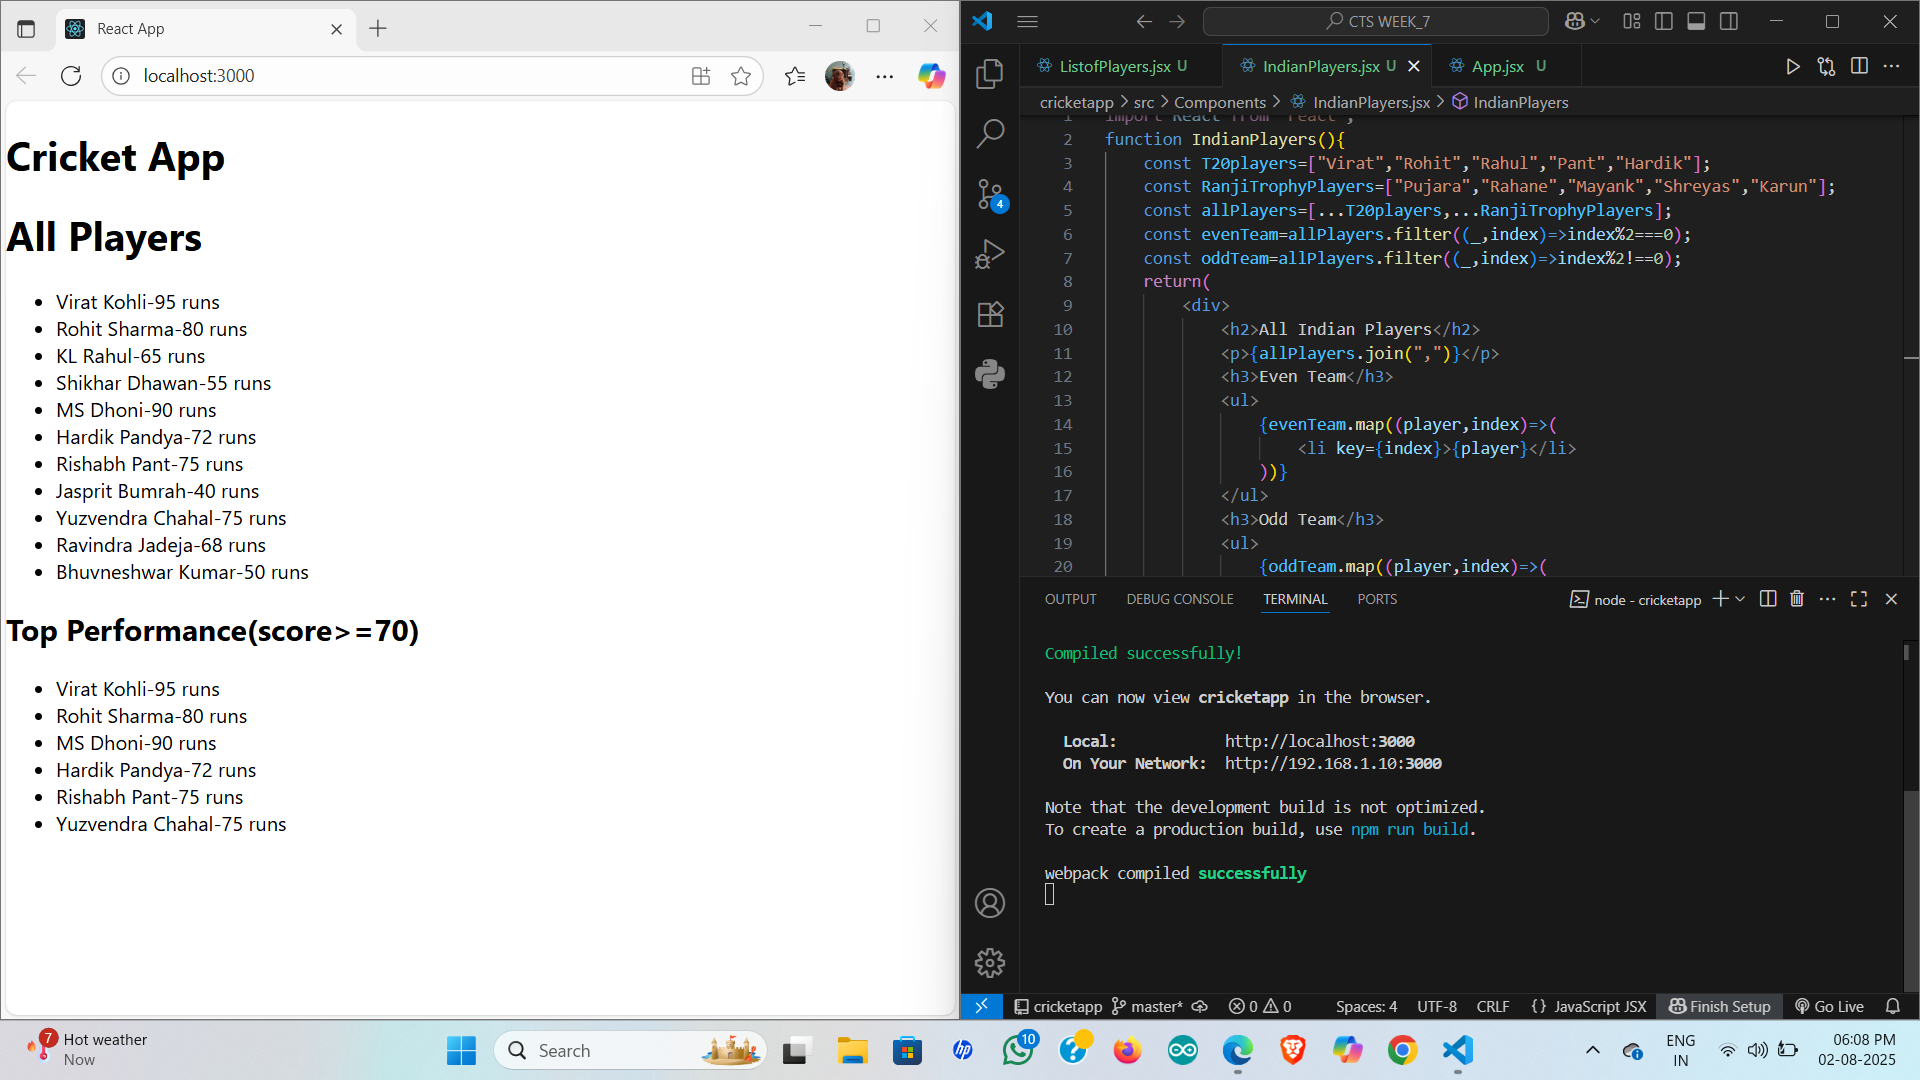 React App
localhost:3000
Cricket App
All Players
Virat Kohli-95 runs
Rohit Sharma-80 runs
KL Rahul-65 runs
Shikhar Dhawan-55 runs
MS Dhoni-90 runs
Hardik Pandya-72 runs
Rishabh Pant-75 runs
Jasprit Bumrah-40 runs
Yuzvendra Chahal-75 runs
Ravindra Jadeja-68 runs
Bhuvneshwar Kumar-50 runs
Top Performance(score>=70)
Virat Kohli-95 runs
Rohit Sharma-80 runs
MS Dhoni-90 runs
Hardik Pandya-72 runs
Rishabh Pant-75 runs
Yuzvendra Chahal-75 runs
CTS WEEK_7
ListofPlayers.jsx U IndianPlayers.jsx U App.jsx U
cricketapp > src > Components > IndianPlayers.jsx > IndianPlayers
4
1 import React from 'react';
2 function IndianPlayers(){
3 const T20players=["Virat","Rohit","Rahul","Pant","Hardik"];
4 const RanjiTrophyPlayers=["Pujara","Rahane","Mayank","Shreyas","Karun"];
5 const allPlayers=[...T20players,...RanjiTrophyPlayers];
6 const evenTeam=allPlayers.filter((_,index)=>index%2===0);
7 const oddTeam=allPlayers.filter((_,index)=>index%2!==0);
8 return(
9 <div>
10 <h2>All Indian Players</h2>
11 <p>{allPlayers.join(",")}</p>
12 <h3>Even Team</h3>
13 <ul>
14 {evenTeam.map((player,index)=>(
15 <li key={index}>{player}</li>
16 ))}
17 </ul>
18 <h3>Odd Team</h3>
19 <ul>
20 {oddTeam.map((player,index)=>(
OUTPUT DEBUG CONSOLE TERMINAL PORTS node - cricketapp
Compiled successfully!
You can now view cricketapp in the browser.
Local: http://localhost:3000
On Your Network: http://192.168.1.10:3000
Note that the development build is not optimized.
To create a production build, use npm run build.
webpack compiled successfully
cricketapp master* 0 0 Spaces: 4 UTF-8 CRLF {} JavaScript JSX Finish Setup Go Live
7
Hot weather
Now
Search
hp
10
ENG
IN
06:08 PM
02-08-2025